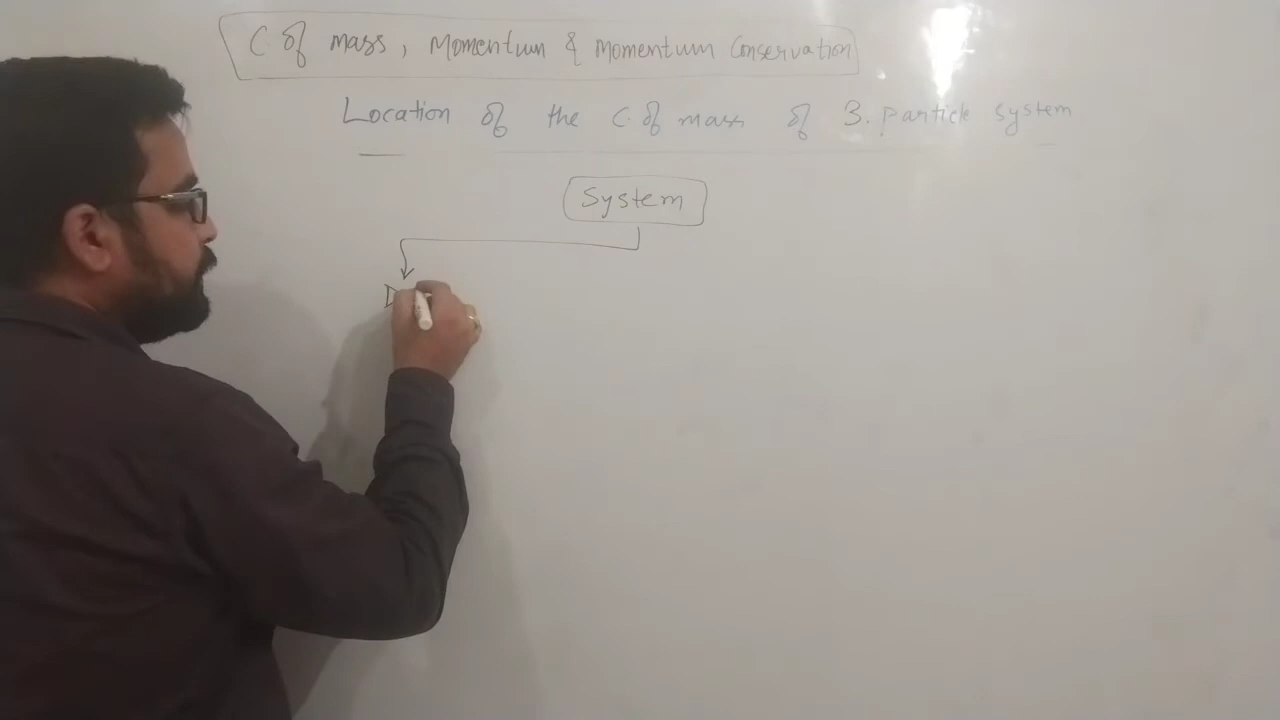 C. of mass, Momentum & Momentum Conservation
Location of the C. of mass of 3. particle system
System
D